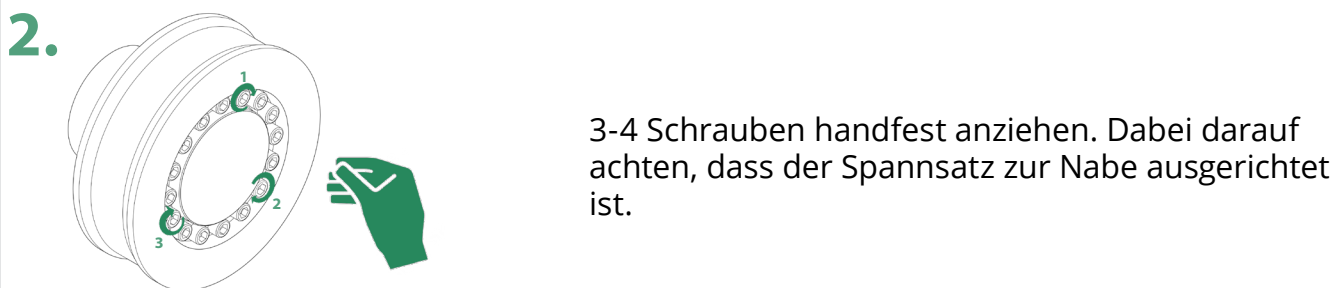 2.
1
2
3
3-4 Schrauben handfest anziehen. Dabei darauf
achten, dass der Spannsatz zur Nabe ausgerichtet
ist.